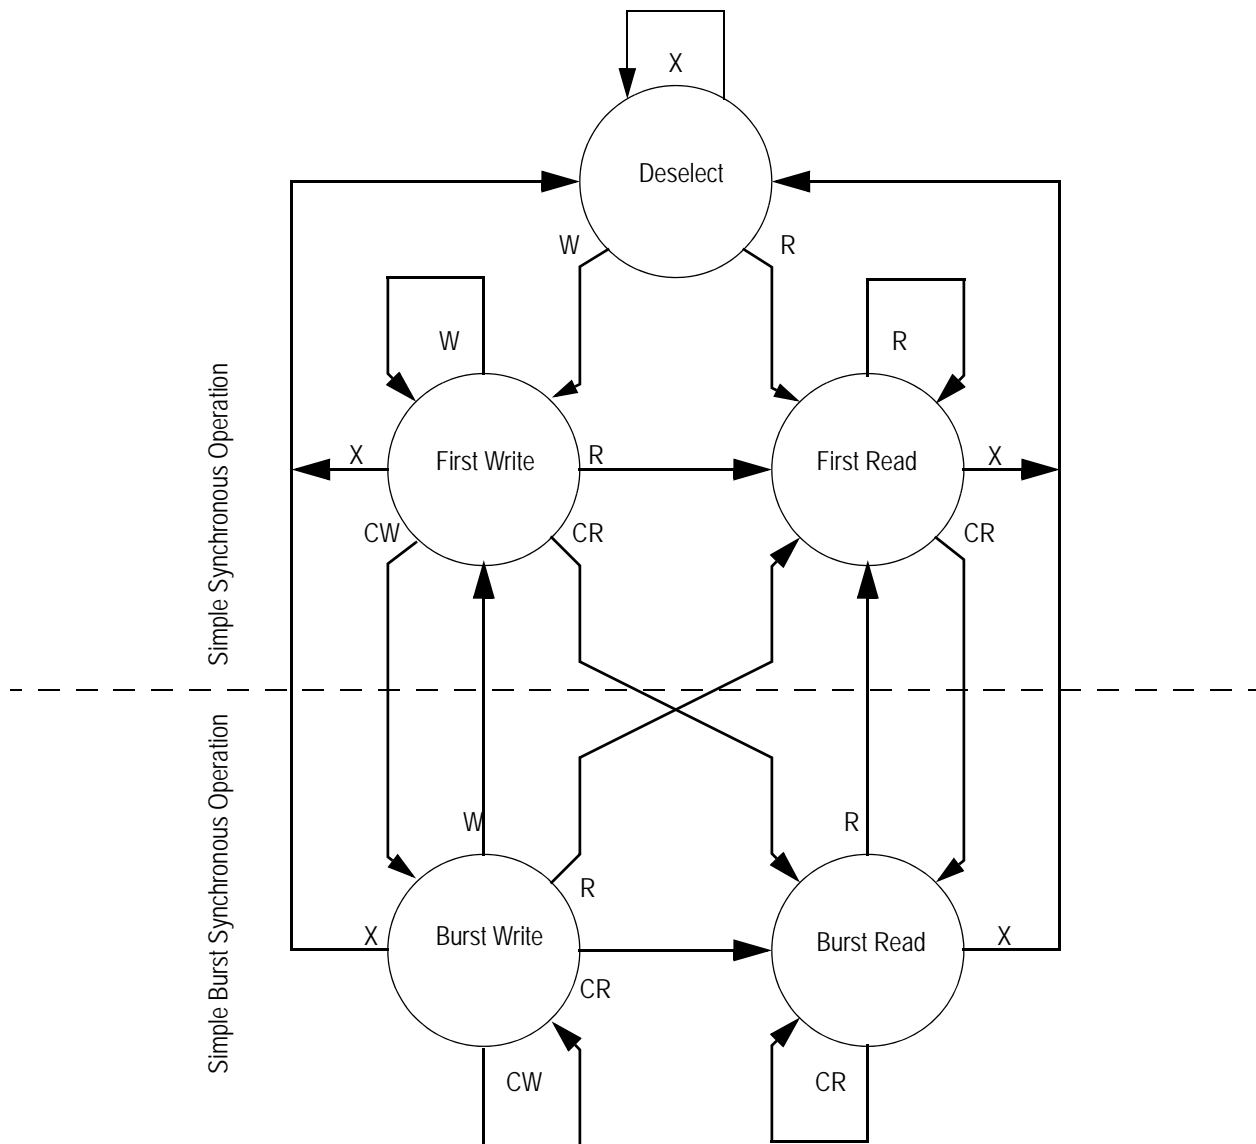 X
Deselect
W
R
W
R
Simple Synchronous Operation
X
First Write
R
First Read
X
CW
CR
CR
Simple Burst Synchronous Operation
W
R
R
X
Burst Write
Burst Read
X
CR
CW
CR